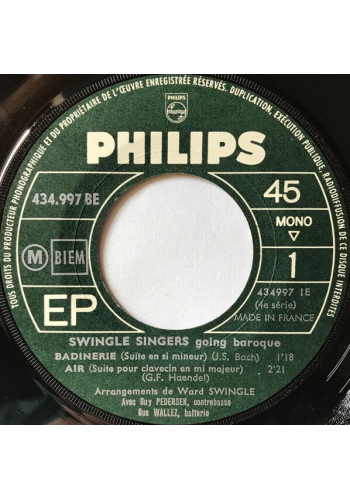 TOUS DROITS DU PRODUCTEUR PHONOGRAPHIQUE ET DU PROPRIÉTAIRE DE L'ŒUVRE ENREGISTRÉE RÉSERVÉS. DUPLICATION, EXÉCUTION PUBLIQUE, RADIODIFFUSION DE CE DISQUE INTERDITES
PHILIPS
PHILIPS
434.997 BE
45
MONO
M BIEM
1
EP
434997 1E
(4e série)
MADE IN FRANCE
SWINGLE SINGERS going baroque
BADINERIE (Suite en si mineur) (J.S. Bach) 1'18
AIR (Suite pour clavecin en mi majeur) 2'21
(G.F. Haendel)
Arrangements de Ward SWINGLE
Avec Guy PEDERSEN, contrebasse
Gus WALLEZ, batterie